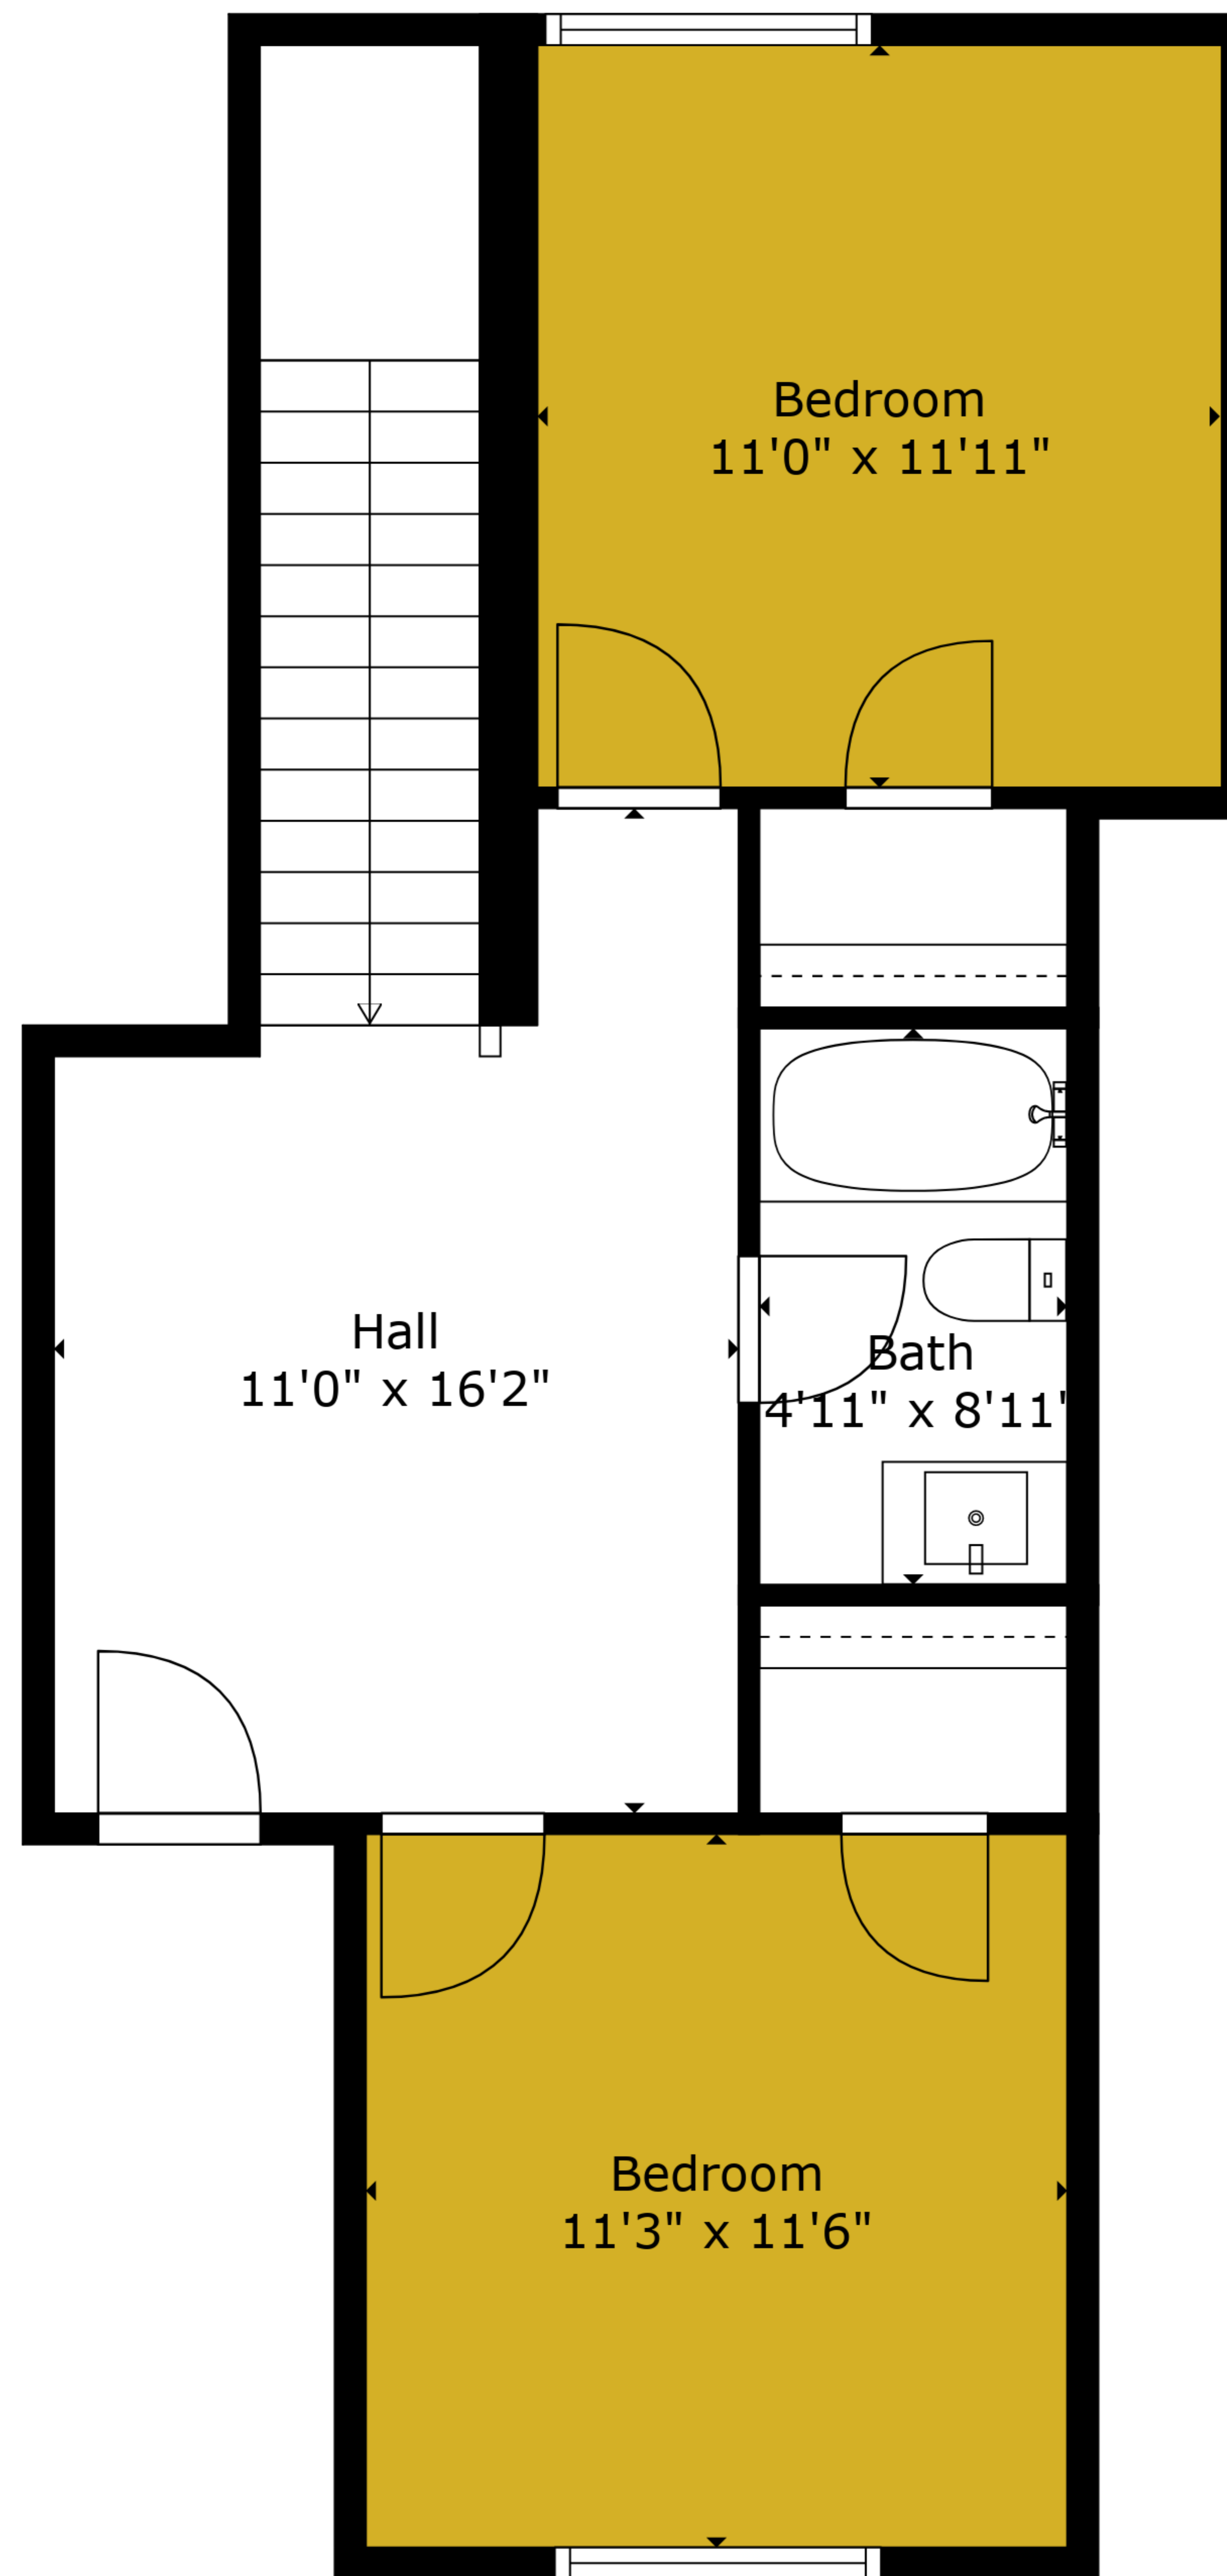 Bedroom
11'0" x 11'11"
Hall
11'0" x 16'2"
Bath
4'11" x 8'11"
Bedroom
11'3" x 11'6"